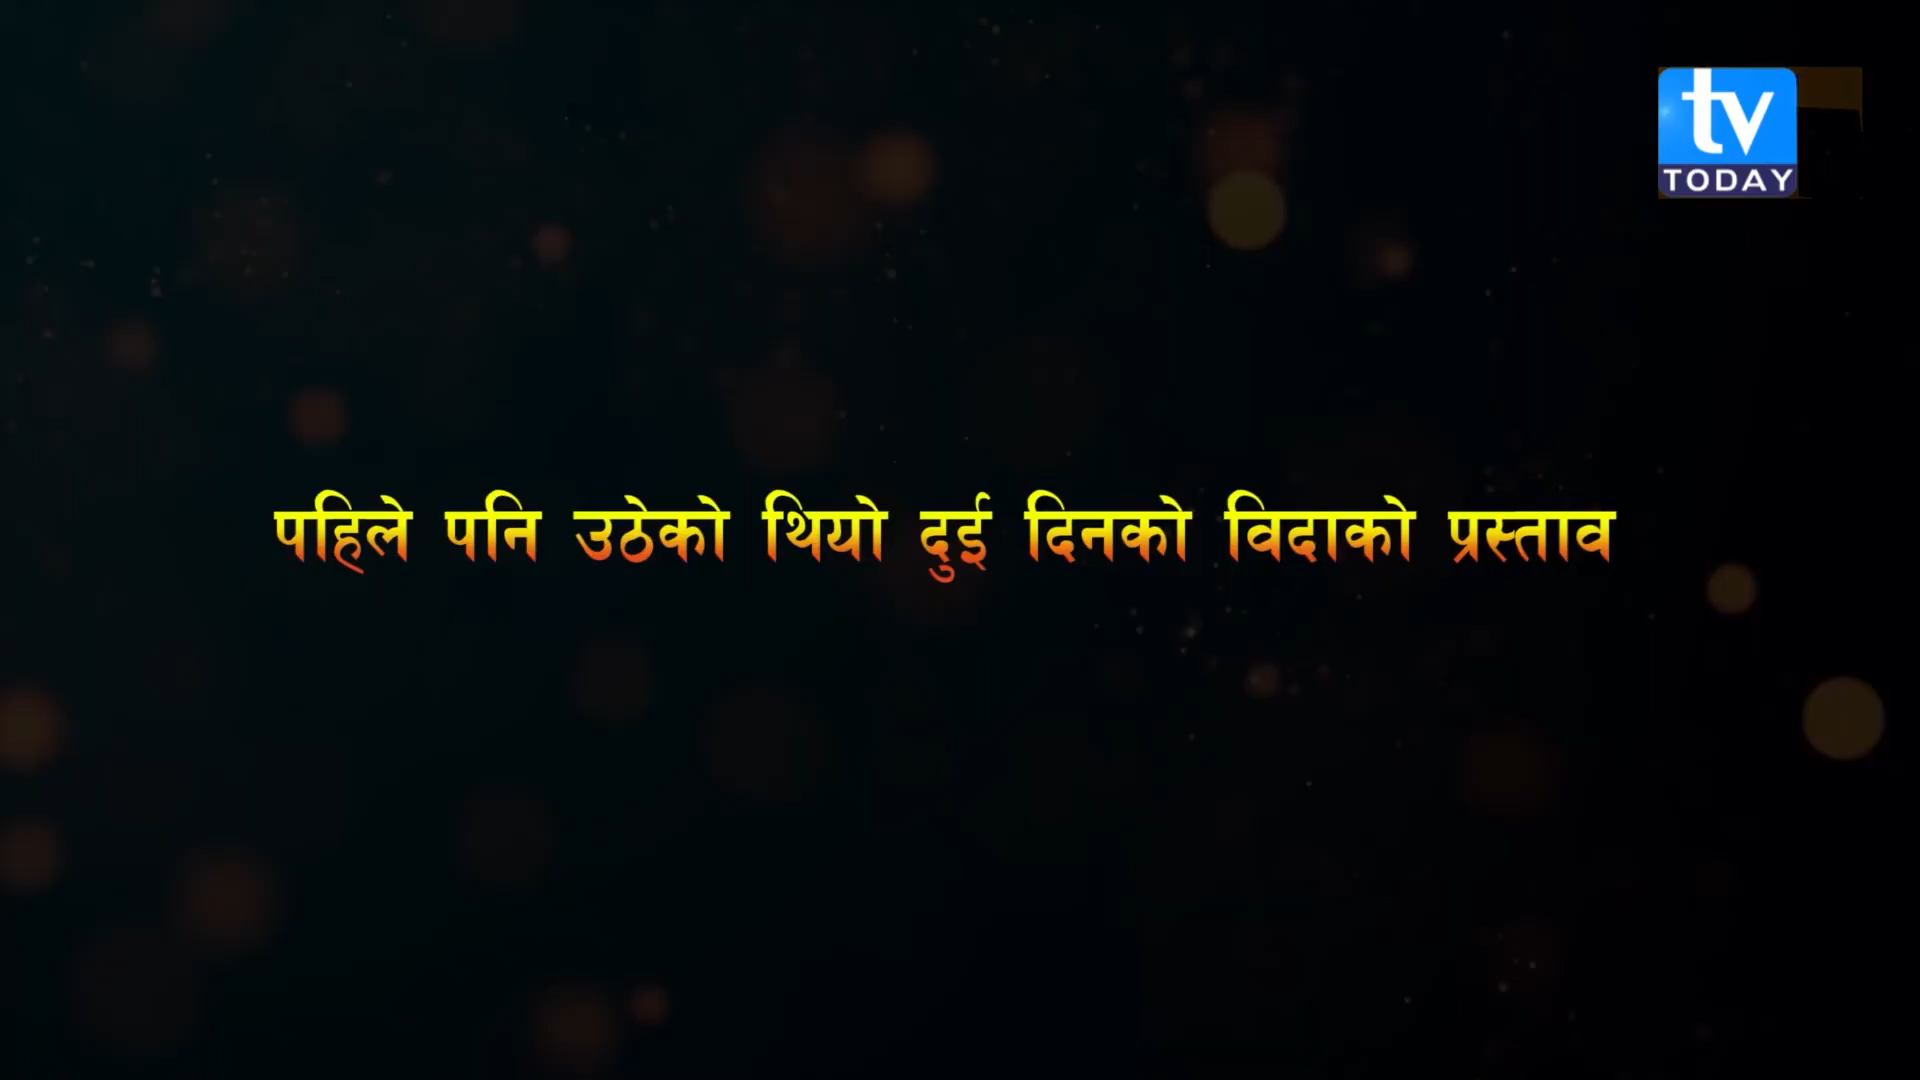 tv
TODAY
पहिले पनि उठेको थियो दुई दिनको विदाको प्रस्ताव